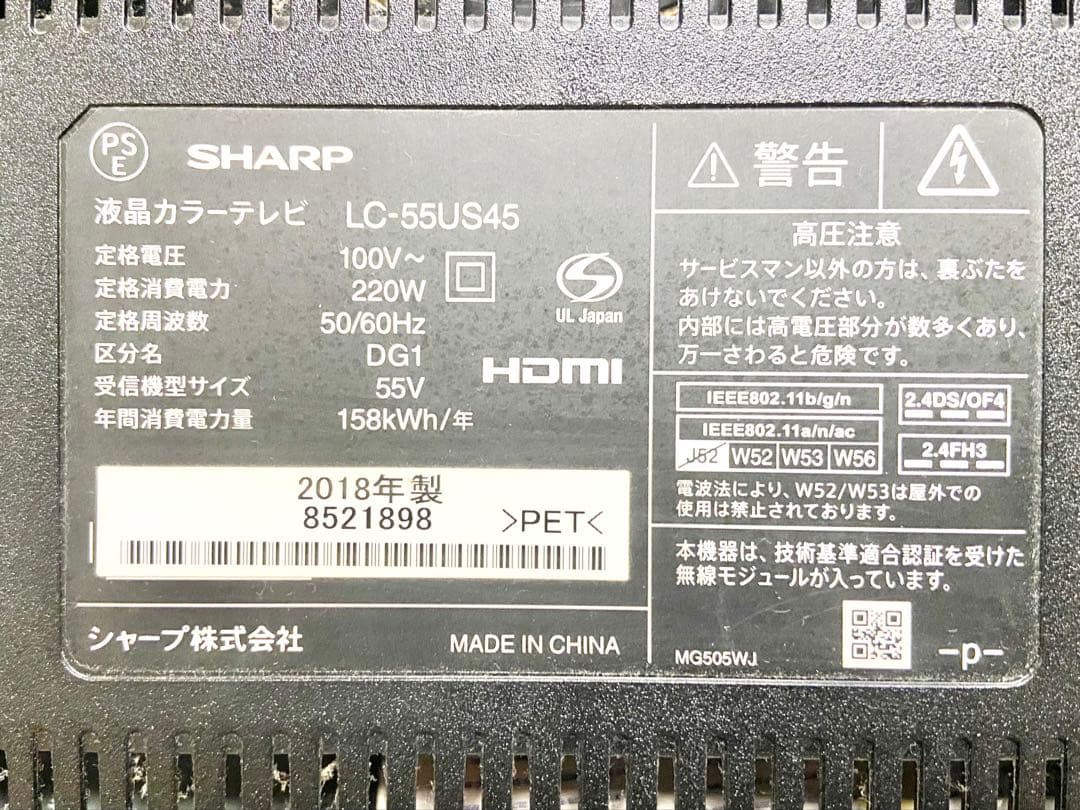 PS
E
SHARP
液晶カラーテレビ LC-55US45
定格電圧 100V～
定格消費電力 220W
定格周波数 50/60Hz
区分名 DG1
受信機型サイズ 55V
年間消費電力量 158kWh/年
UL Japan
HDMI
2018年製
8521898 >PET<
シャープ株式会社 MADE IN CHINA
警告
高圧注意
サービスマン以外の方は、裏ぶたを
あけないでください。
内部には高電圧部分が数多くあり、
万一さわると危険です。
IEEE802.11b/g/n
IEEE802.11a/n/ac
J52 W52 W53 W56
2.4DS/OF4
2.4FH3
電波法により、W52/W53は屋外での
使用は禁止されております。
本機器は、技術基準適合認証を受けた
無線モジュールが入っています。
MG505WJ -p-